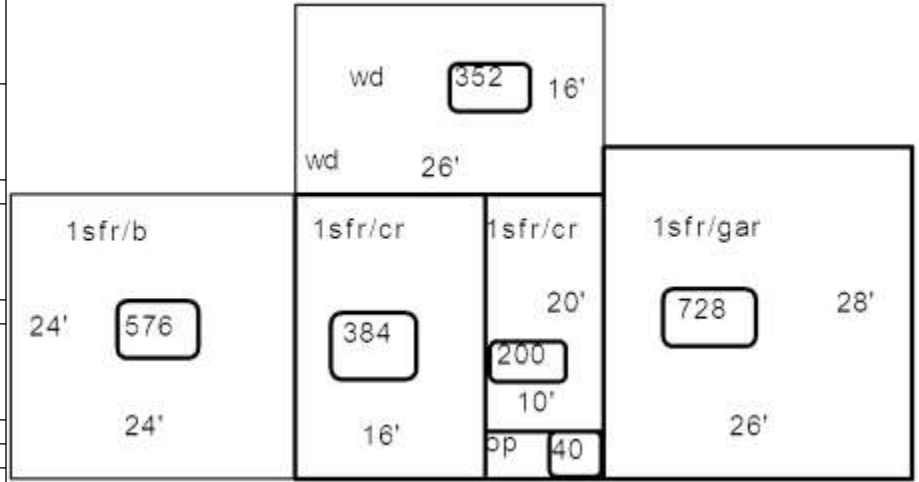 wd
352
16'
wd
26'
1sfr/b
24'
576
24'
1sfr/cr
384
16'
1sfr/cr
20'
200
10'
op
40
1sfr/gar
728
28'
26'